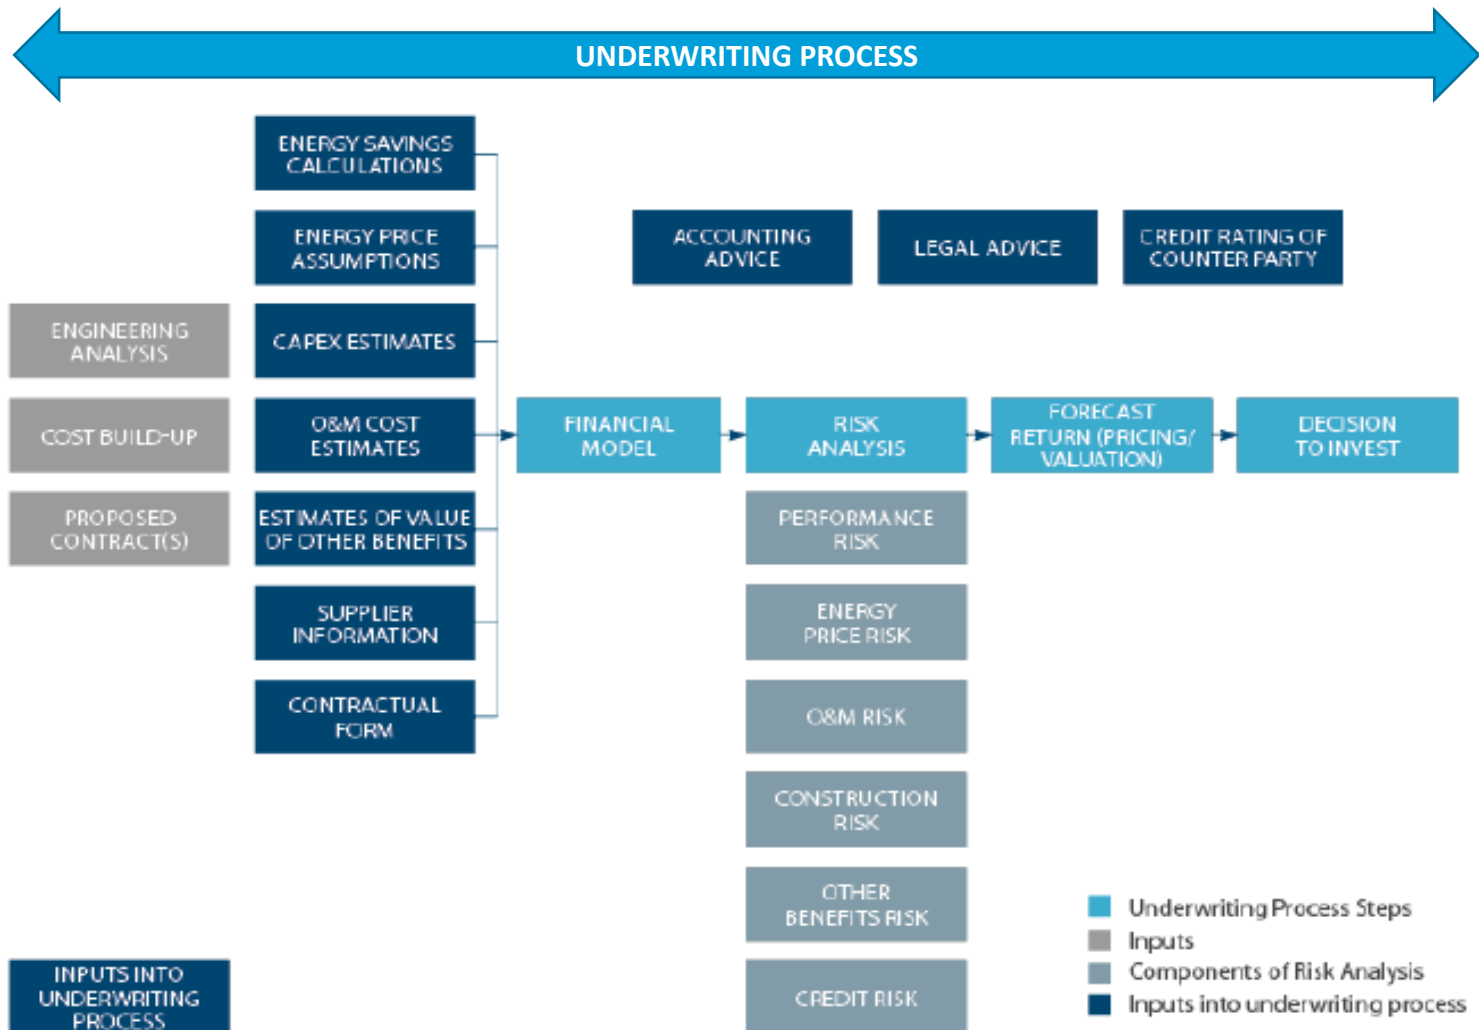 UNDERWRITING PROCESS
ENERGY SAVINGS
CALCULATIONS
ENERGY PRICE
ASSUMPTIONS
ACCOUNTING
ADVICE
LEGAL ADVICE
CREDIT RATING OF
COUNTER PARTY
ENGINEERING
ANALYSIS
CAPEX ESTIMATES
COST BUILD-UP
O&M COST
ESTIMATES
FINANCIAL
MODEL
RISK
ANALYSIS
FORECAST
RETURN (PRICING/
VALUATION)
DECISION
TO INVEST
PROPOSED
CONTRACT(S)
ESTIMATES OF VALUE
OF OTHER BENEFITS
PERFORMANCE
RISK
SUPPLIER
INFORMATION
ENERGY
PRICE RISK
CONTRACTUAL
FORM
O&M RISK
CONSTRUCTION
RISK
OTHER
BENEFITS RISK
CREDIT RISK
INPUTS INTO
UNDERWRITING
PROCESS
Underwriting Process Steps
Inputs
Components of Risk Analysis
Inputs into underwriting process